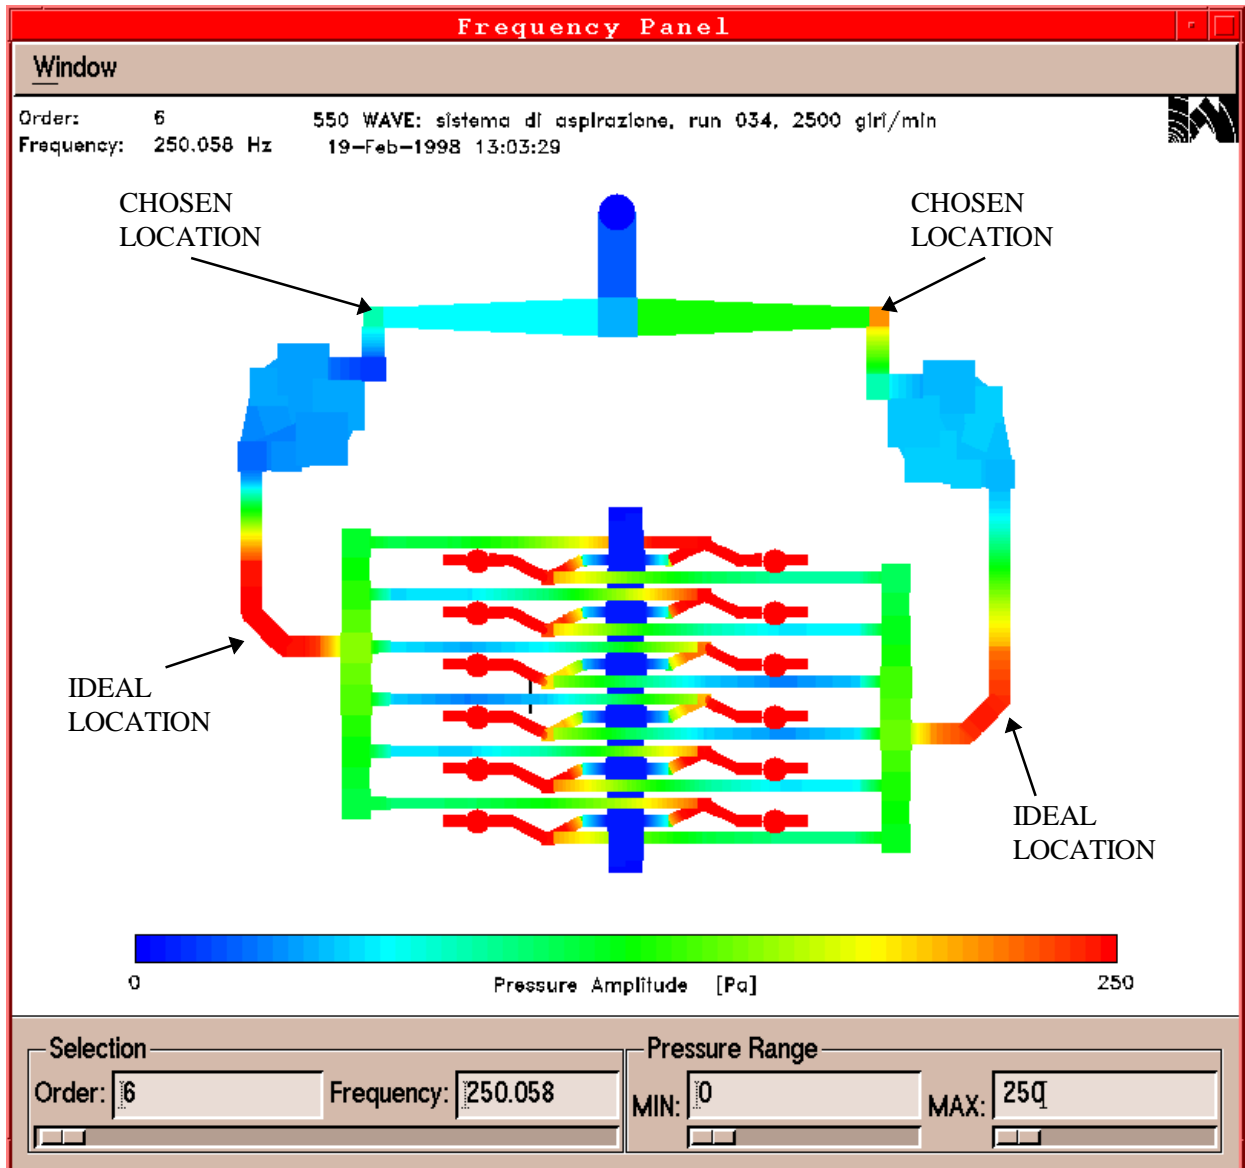 Frequency Panel
Window
Order: 6 550 WAVE: sistema di aspirazione, run 034, 2500 giri/min
Frequency: 250.058 Hz 19-Feb-1998 13:03:29
CHOSEN
LOCATION
CHOSEN
LOCATION
IDEAL
LOCATION
IDEAL
LOCATION
0 Pressure Amplitude [Pa] 250
Selection
Order: 6 Frequency: 250.058
Pressure Range
MIN: 0 MAX: 250